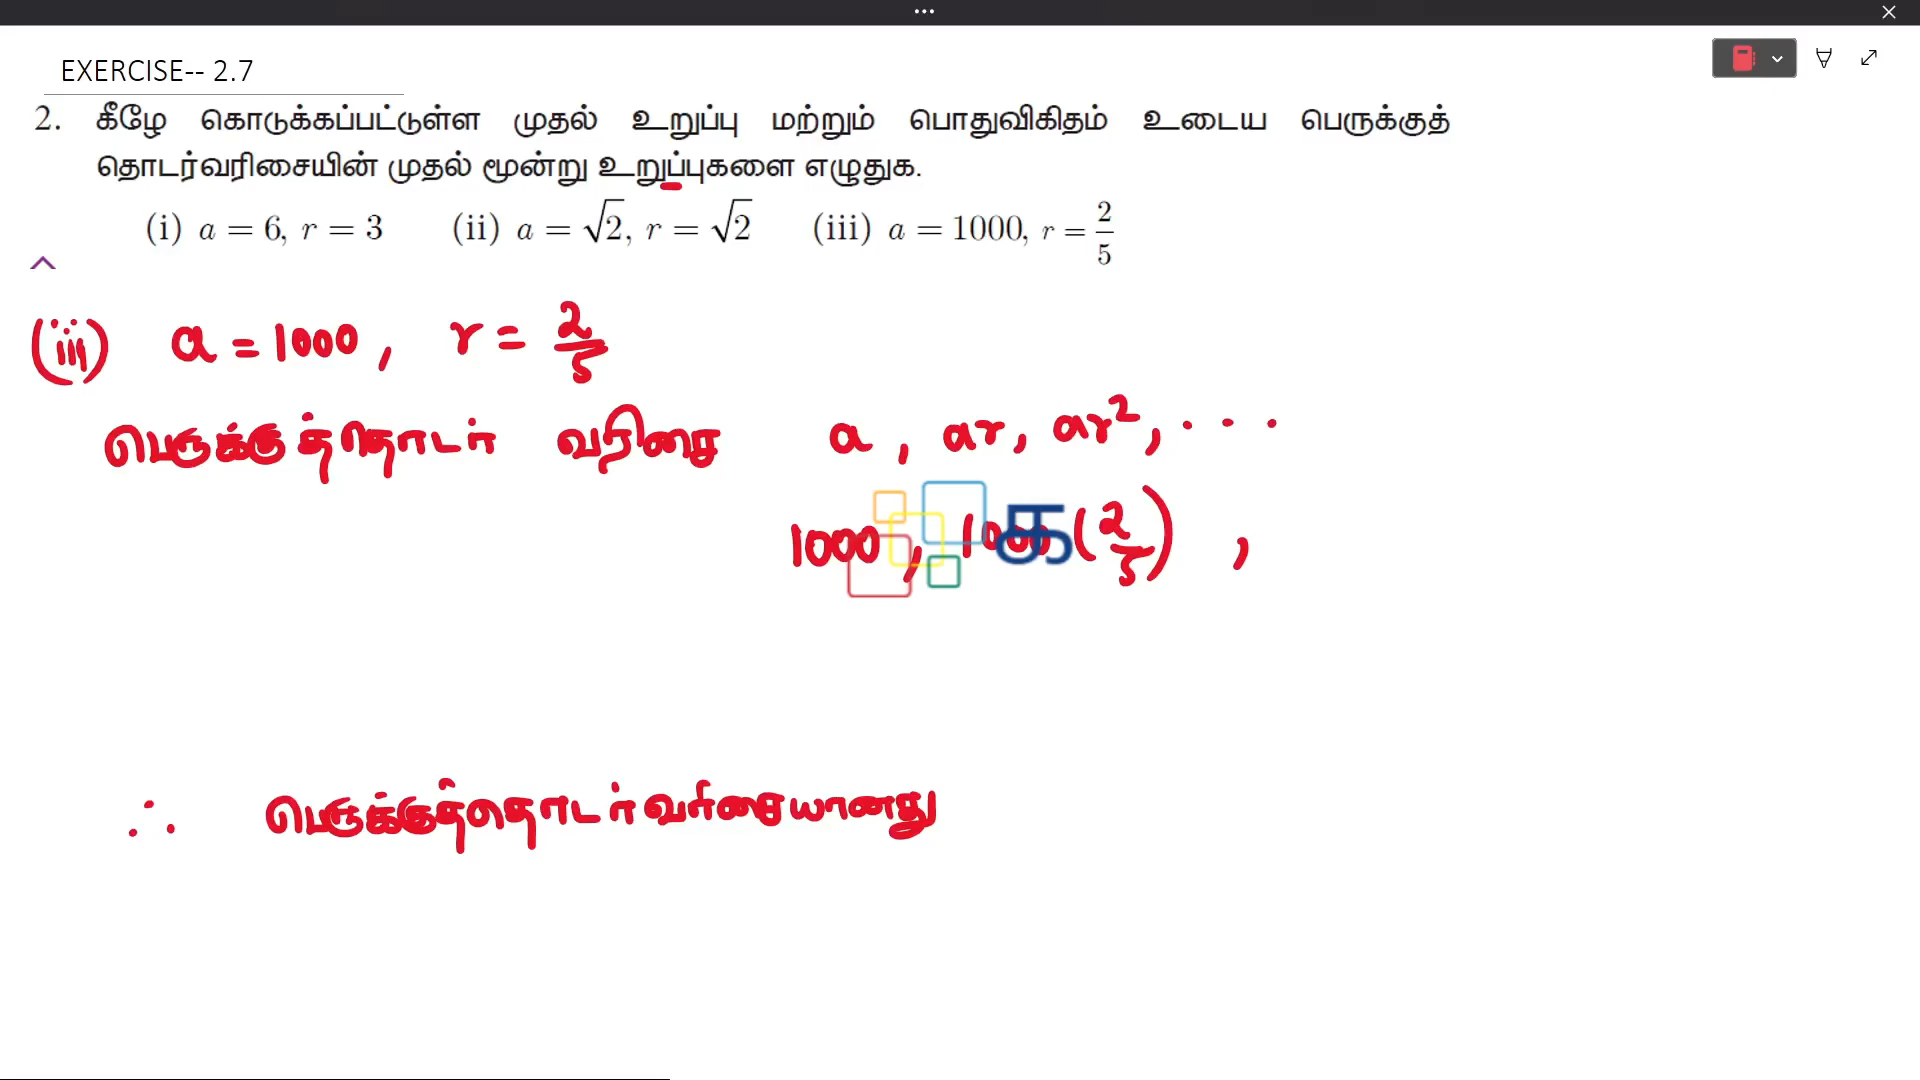 EXERCISE-- 2.7
2. கீழே கொடுக்கப்பட்டுள்ள முதல் உறுப்பு மற்றும் பொதுவிகிதம் உடைய பெருக்குத்
தொடர்வரிசையின் முதல் மூன்று உறுப்புகளை எழுதுக.
(i) a = 6, r = 3 (ii) a = √2, r = √2 (iii) a = 1000, r = 2/5
(iii) a = 1000, r = 2/5
பெருக்குத்தொடர் வரிசை a, ar, ar², ....
1000, 1000 (2/5) ,
க
∴ பெருக்குத்தொடர்வரிசையானது